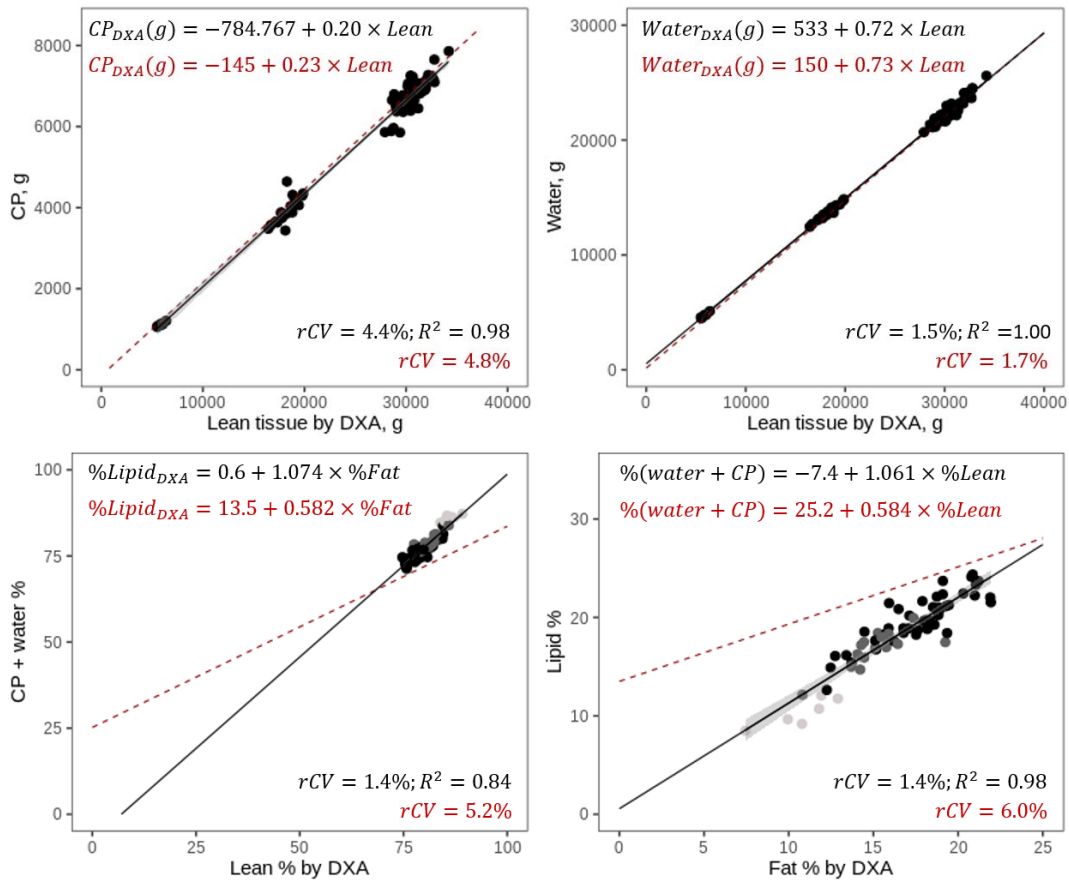 CP_DXA(g) = −784.767 + 0.20 × Lean
CP_DXA(g) = −145 + 0.23 × Lean
8000
6000
4000
2000
0
CP, g
rCV = 4.4%; R² = 0.98
rCV = 4.8%
0 10000 20000 30000 40000
Lean tissue by DXA, g
Water_DXA(g) = 533 + 0.72 × Lean
Water_DXA(g) = 150 + 0.73 × Lean
30000
20000
10000
0
Water, g
rCV = 1.5%; R² =1.00
rCV = 1.7%
0 10000 20000 30000 40000
Lean tissue by DXA, g
%Lipid_DXA = 0.6 + 1.074 × %Fat
%Lipid_DXA = 13.5 + 0.582 × %Fat
100
75
50
25
0
CP + water %
rCV = 1.4%; R² = 0.84
rCV = 5.2%
0 25 50 75 100
Lean % by DXA
%(water + CP) = −7.4 + 1.061 × %Lean
%(water + CP) = 25.2 + 0.584 × %Lean
30
20
10
0
Lipid %
rCV = 1.4%; R² = 0.98
rCV = 6.0%
0 5 10 15 20 25
Fat % by DXA